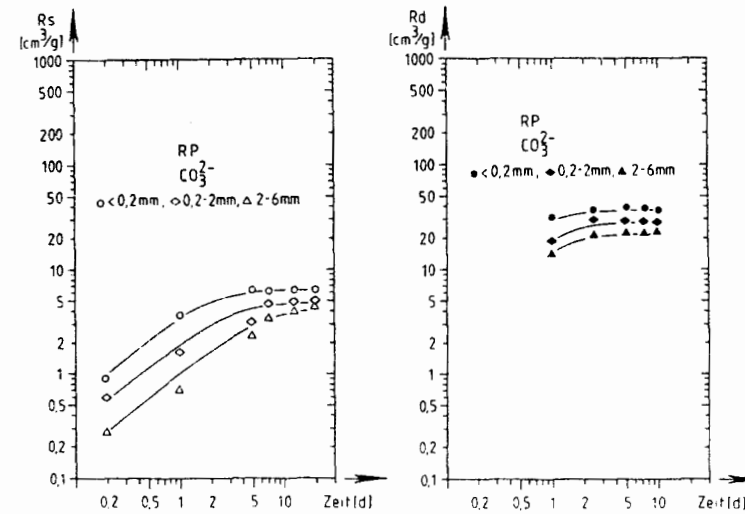 Rs
[cm³/g]
1000
500
200
100
50
20
10
5
2
1
0,5
0,2
0,1
RP
CO₃²⁻
○ <0,2mm, ◇ 0,2-2mm, △ 2-6mm
0,2 0,5 1 2 5 10 Zeit[d]
Rd
[cm³/g]
1000
500
200
100
50
20
10
5
2
1
0,5
0,2
0,1
RP
CO₃²⁻
● <0,2mm, ◆ 0,2-2mm, ▲ 2-6mm
0,2 0,5 1 2 5 10 Zeit[d]